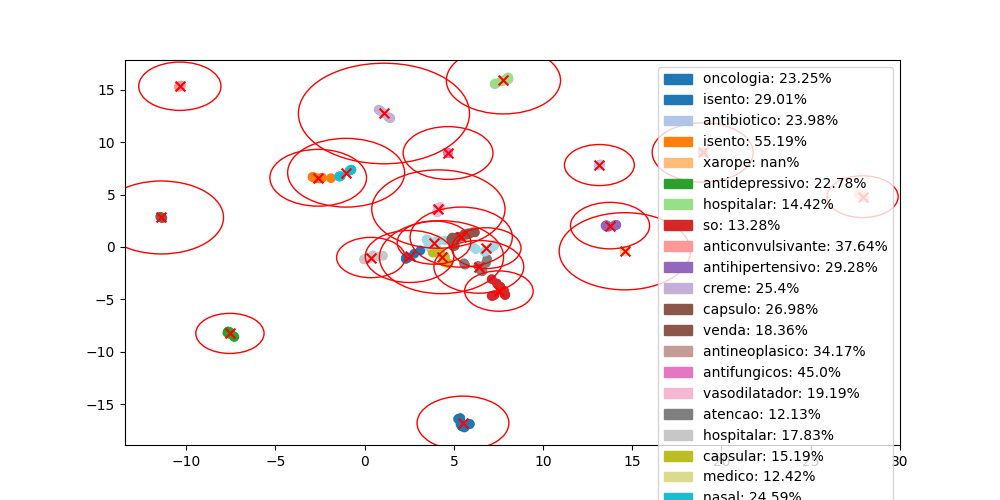 15
10
5
0
−5
−10
−15
−10
−5
0
5
10
15
20
25
30
oncologia: 23.25%
isento: 29.01%
antibiotico: 23.98%
isento: 55.19%
xarope: nan%
antidepressivo: 22.78%
hospitalar: 14.42%
so: 13.28%
anticonvulsivante: 37.64%
antihipertensivo: 29.28%
creme: 25.4%
capsulo: 26.98%
venda: 18.36%
antineoplasico: 34.17%
antifungicos: 45.0%
vasodilatador: 19.19%
atencao: 12.13%
hospitalar: 17.83%
capsular: 15.19%
medico: 12.42%
nasal: 24.59%